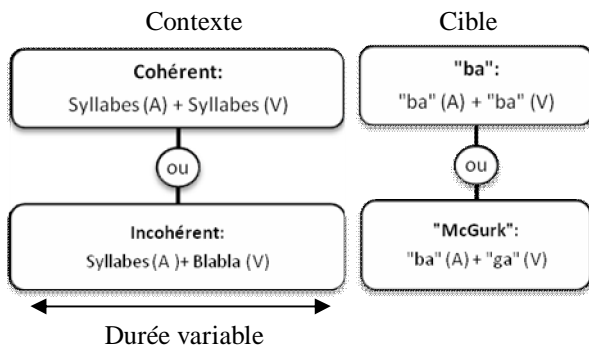 Contexte
Cible
Cohérent:
Syllabes (A) + Syllabes (V)
"ba":
"ba" (A) + "ba" (V)
ou
ou
Incohérent:
Syllabes (A) + Blabla (V)
"McGurk":
"ba" (A) + "ga" (V)
Durée variable